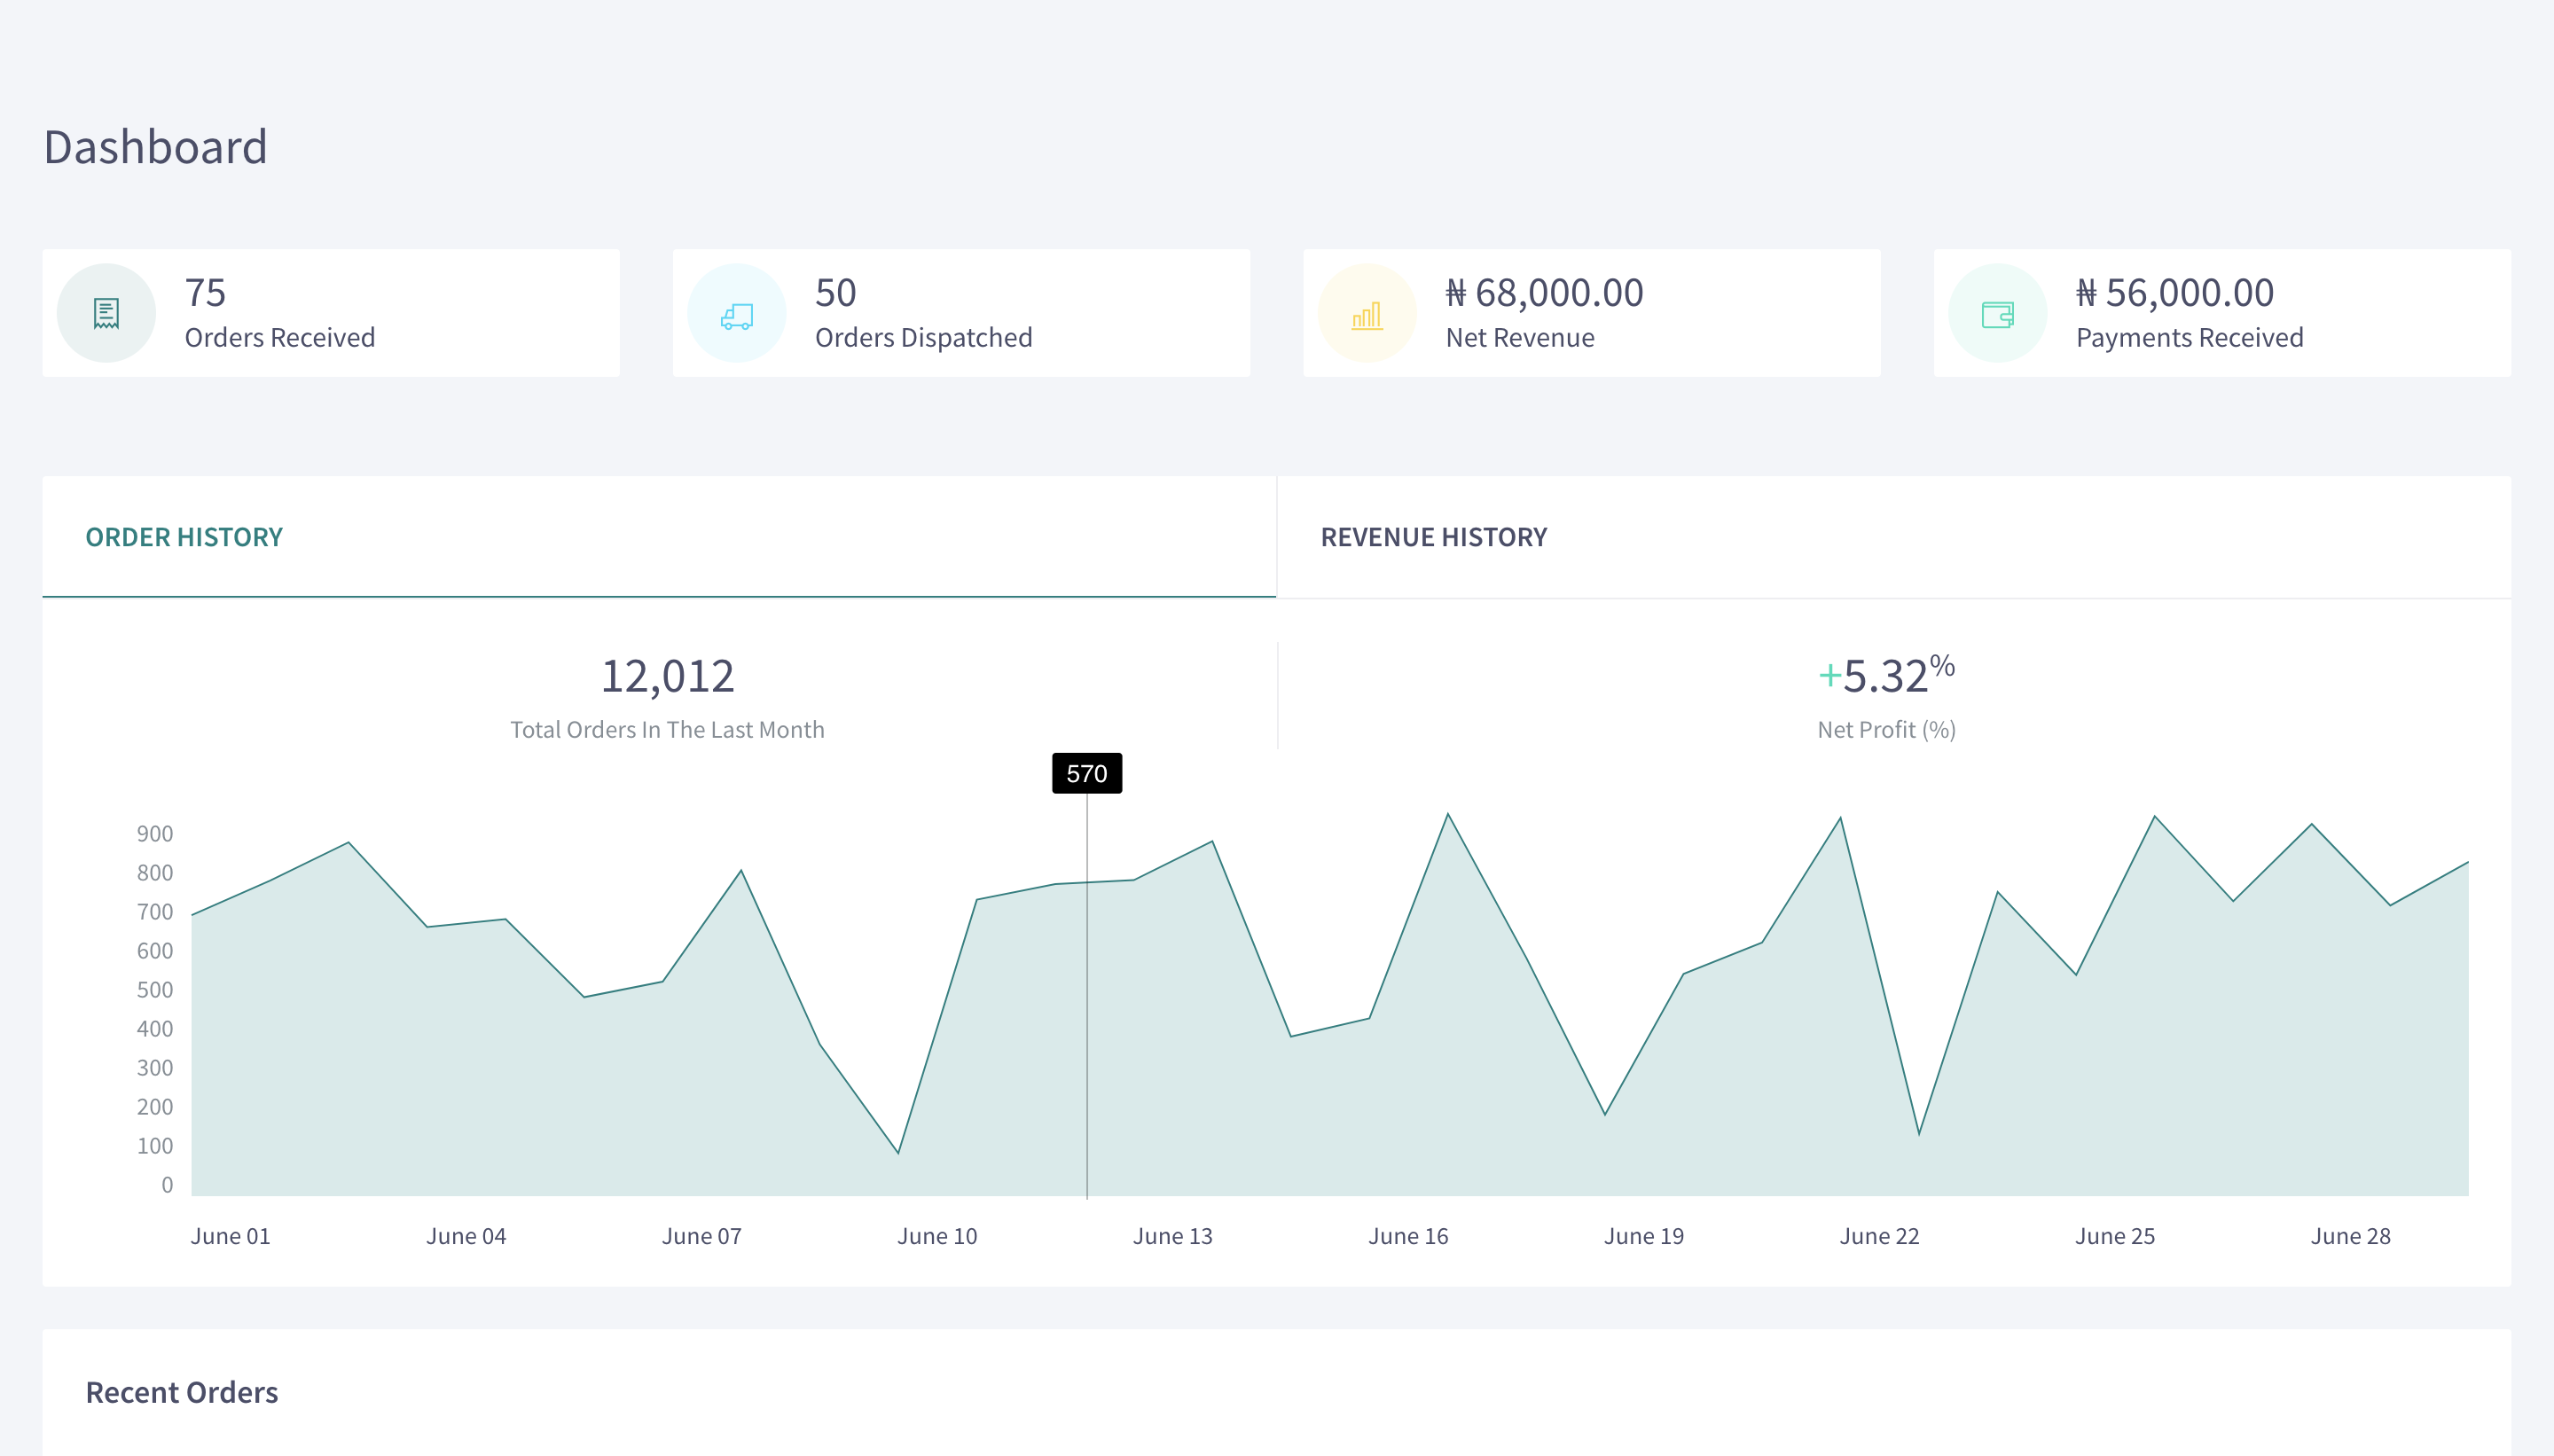 Dashboard
75
Orders Received
50
Orders Dispatched
₦ 68,000.00
Net Revenue
₦ 56,000.00
Payments Received
ORDER HISTORY
REVENUE HISTORY
12,012
Total Orders In The Last Month
+5.32%
Net Profit (%)
570
900
800
700
600
500
400
300
200
100
0
June 01 June 04 June 07 June 10 June 13 June 16 June 19 June 22 June 25 June 28
Recent Orders